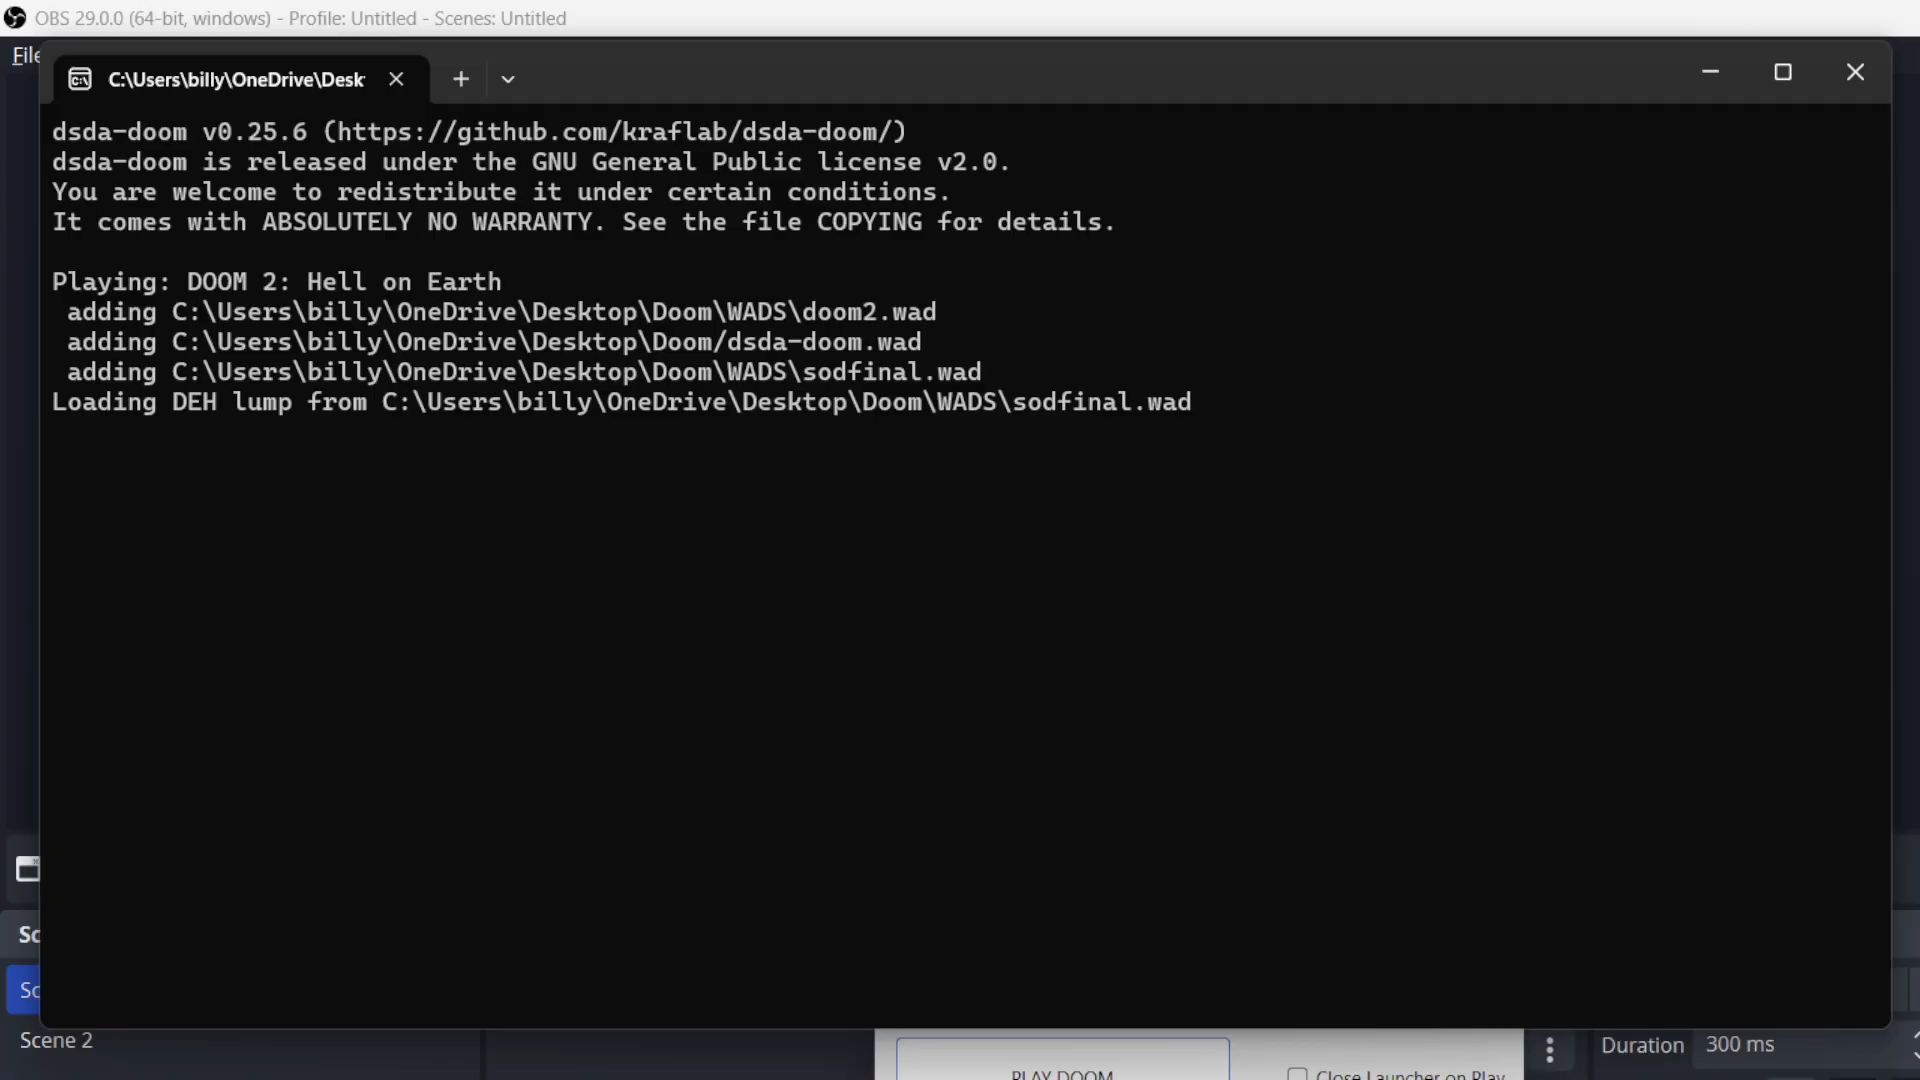 OBS 29.0.0 (64-bit, windows) - Profile: Untitled - Scenes: Untitled
File
C:\Users\billy\OneDrive\Desk
dsda-doom v0.25.6 (https://github.com/kraflab/dsda-doom/)
dsda-doom is released under the GNU General Public license v2.0.
You are welcome to redistribute it under certain conditions.
It comes with ABSOLUTELY NO WARRANTY. See the file COPYING for details.
Playing: DOOM 2: Hell on Earth
adding C:\Users\billy\OneDrive\Desktop\Doom\WADS\doom2.wad
adding C:\Users\billy\OneDrive\Desktop\Doom/dsda-doom.wad
adding C:\Users\billy\OneDrive\Desktop\Doom\WADS\sodfinal.wad
Loading DEH lump from C:\Users\billy\OneDrive\Desktop\Doom\WADS\sodfinal.wad
Sc
Sc
Scene 2
PLAY DOOM
Close Launcher on Play
Duration 300 ms